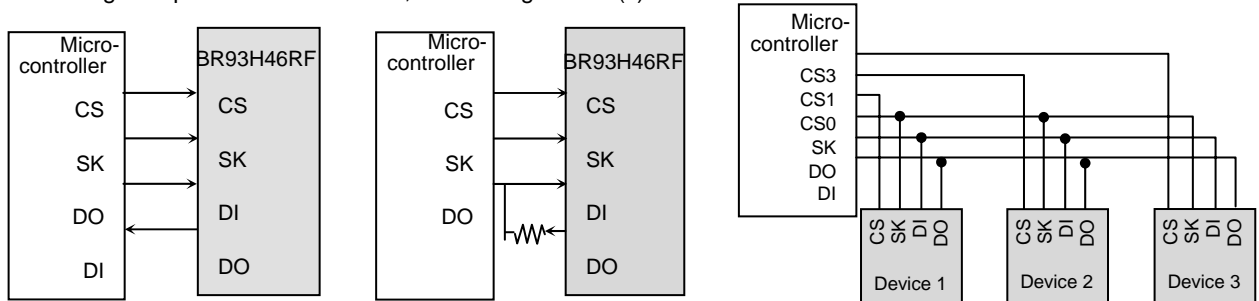 Micro-
controller
CS
SK
DO
DI
BR93H46RF
CS
SK
DI
DO
Micro-
controller
CS
SK
DO
BR93H46RF
CS
SK
DI
DO
Micro-
controller
CS3
CS1
CS0
SK
DO
DI
CS
SK
DI
DO
Device 1
CS
SK
DI
DO
Device 2
CS
SK
DI
DO
Device 3